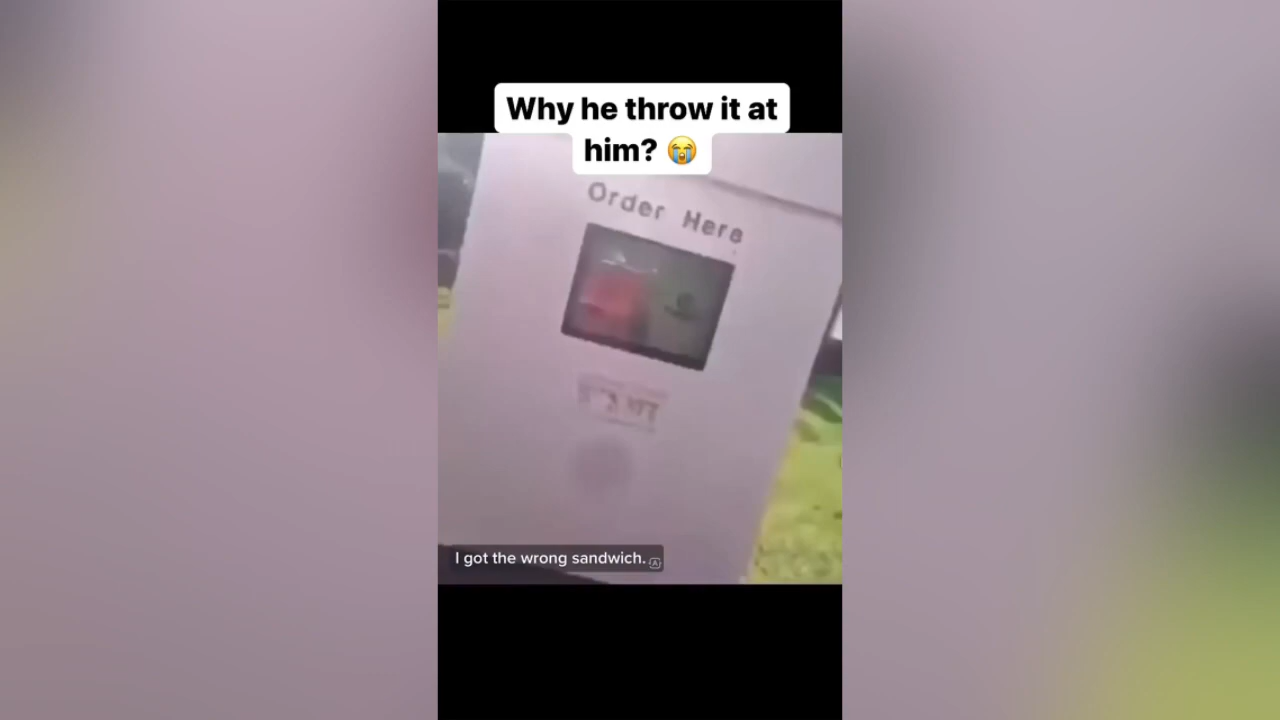 Why he throw it at
him? 😭
Order Here
I got the wrong sandwich.